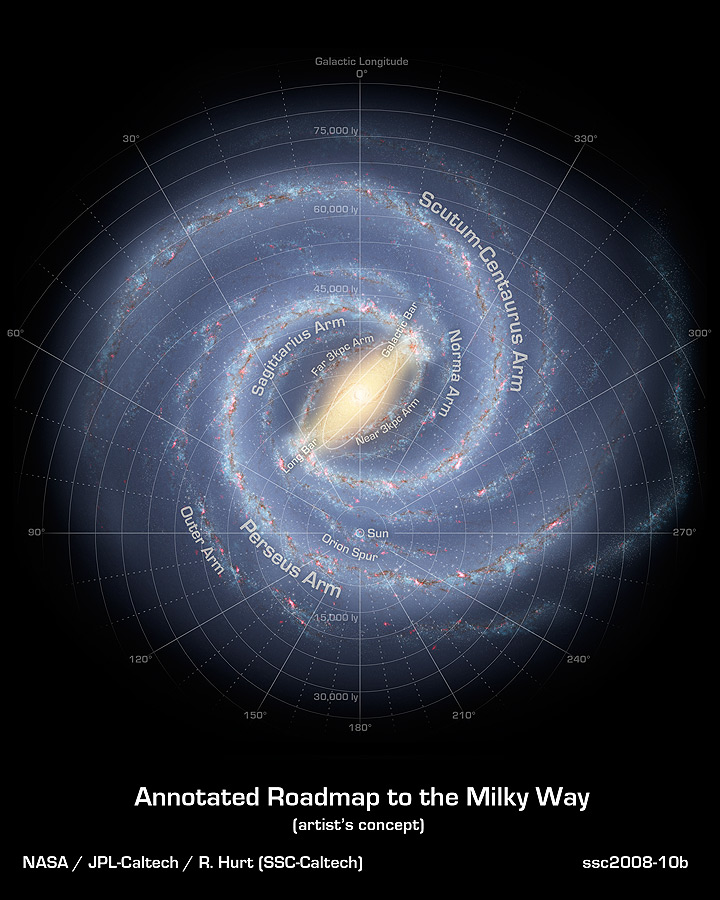 Galactic Longitude
0°
30°
330°
75,000 ly
60,000 ly
Scutum-Centaurus Arm
45,000 ly
60°
300°
Sagittarius Arm
Far 3kpc Arm
Galactic Bar
Norma Arm
Near 3kpc Arm
Long Bar
90°
Sun
270°
Outer Arm
Perseus Arm
Orion Spur
15,000 ly
120°
240°
30,000 ly
150°
210°
180°
Annotated Roadmap to the Milky Way
(artist's concept)
NASA / JPL-Caltech / R. Hurt (SSC-Caltech)
ssc2008-10b